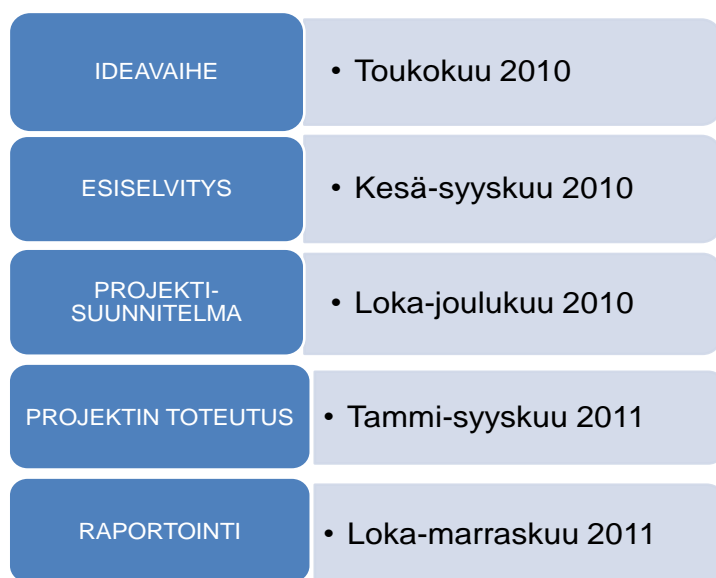 IDEAVAIHE
• Toukokuu 2010
ESISELVITYS
• Kesä-syyskuu 2010
PROJEKTI-
SUUNNITELMA
• Loka-joulukuu 2010
PROJEKTIN TOTEUTUS
• Tammi-syyskuu 2011
RAPORTOINTI
• Loka-marraskuu 2011